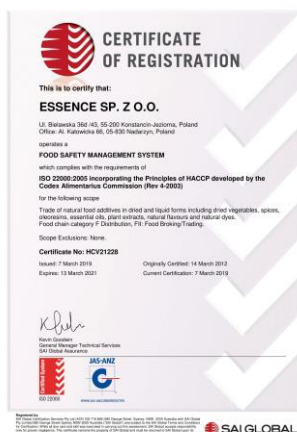 CERTIFICATE
OF REGISTRATION
This is to certify that:
ESSENCE SP. Z O.O.
Ul. Bielawska 36d /43, 55-200 Konstancin-Jeziorna, Poland
Office: Al. Katowicka 66, 05-830 Nadarzyn, Poland
operates a
FOOD SAFETY MANAGEMENT SYSTEM
which complies with the requirements of
ISO 22000:2005 incorporating the Principles of HACCP developed by the
Codex Alimentarius Commission (Rev 4-2003)
for the following scope
Trade of natural food additives in dried and liquid forms including dried vegetables, spices,
oleoresins, essential oils, plant extracts, natural flavours and natural dyes.
Food chain category F Distribution, FII: Food Broking/Trading.
Scope Exclusions: None.
Certificate No: HCV21228
Issued: 7 March 2019 Originally Certified: 14 March 2012
Expires: 13 March 2021 Current Certification: 7 March 2019
Kevin Goodwin
General Manager Technical Services
SAI Global Assurance
Certified System
ISO 22000
JAS-ANZ
C
Registered by
SAI GLOBAL